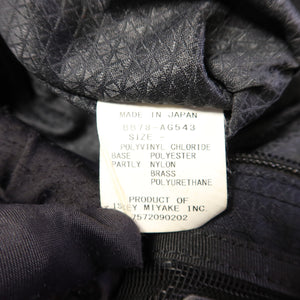 MADE IN JAPAN
BB78-AG543
SIZE -
POLYVINYL CHLORIDE
BASE POLYESTER
PARTLY NYLON
BRASS
POLYURETHANE
PRODUCT OF
ISSEY MIYAKE INC.
7572090202